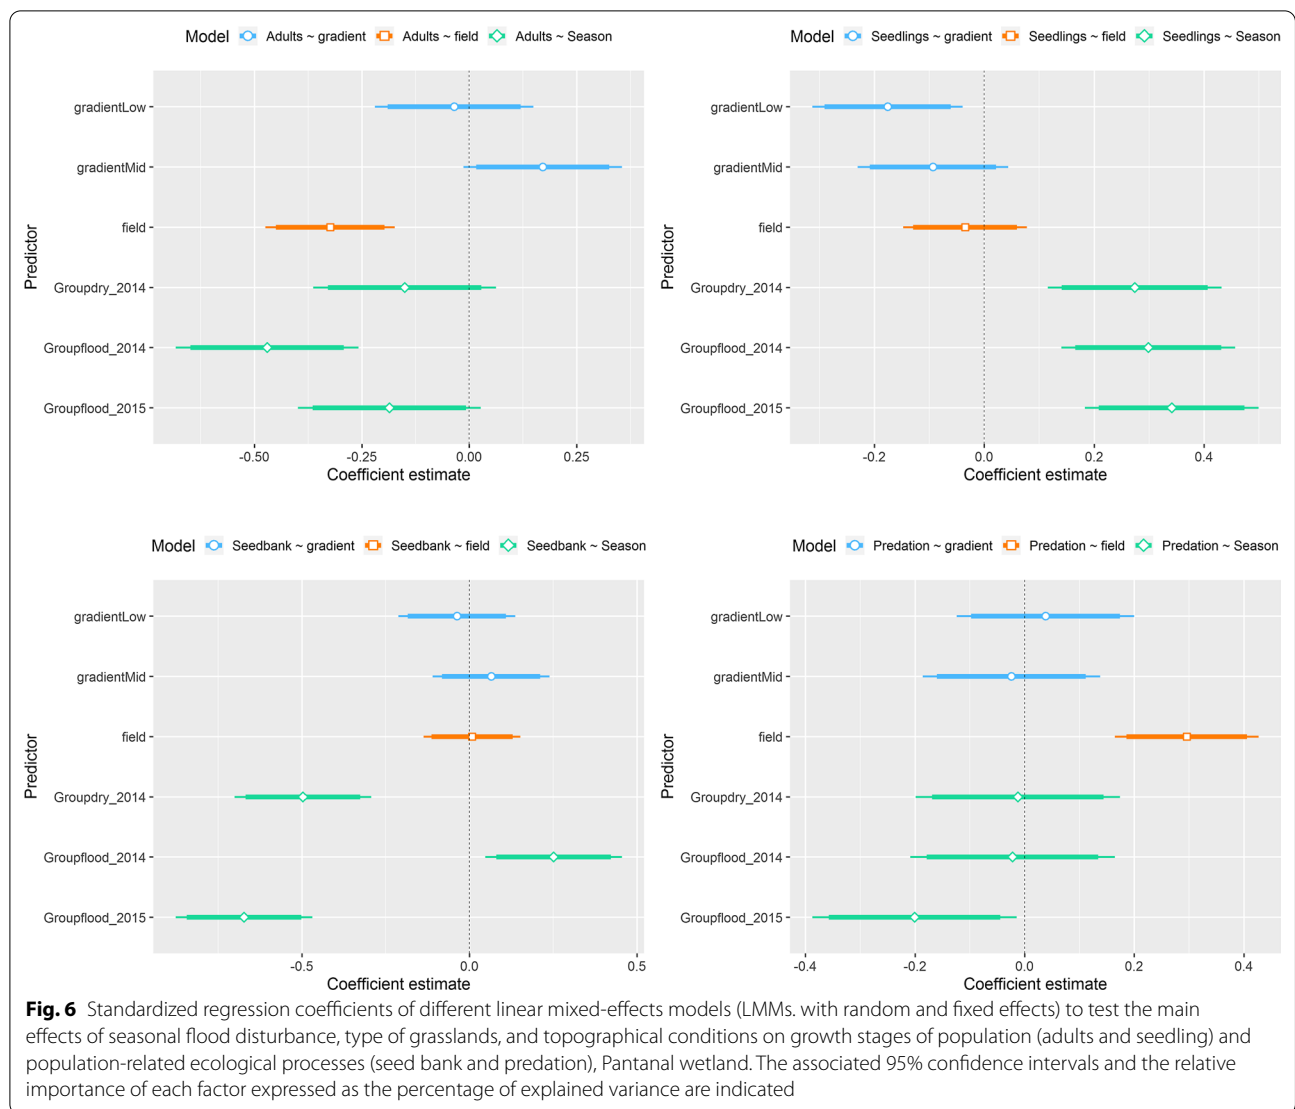 Model Adults ~ gradient Adults ~ field Adults ~ Season
Predictor
gradientLow
gradientMid
field
Groupdry_2014
Groupflood_2014
Groupflood_2015
-0.50 -0.25 0.00 0.25
Coefficient estimate
Model Seedlings ~ gradient Seedlings ~ field Seedlings ~ Season
Predictor
gradientLow
gradientMid
field
Groupdry_2014
Groupflood_2014
Groupflood_2015
-0.2 0.0 0.2 0.4
Coefficient estimate
Model Seedbank ~ gradient Seedbank ~ field Seedbank ~ Season
Predictor
gradientLow
gradientMid
field
Groupdry_2014
Groupflood_2014
Groupflood_2015
-0.5 0.0 0.5
Coefficient estimate
Model Predation ~ gradient Predation ~ field Predation ~ Season
Predictor
gradientLow
gradientMid
field
Groupdry_2014
Groupflood_2014
Groupflood_2015
-0.4 -0.2 0.0 0.2 0.4
Coefficient estimate
Fig. 6 Standardized regression coefficients of different linear mixed-effects models (LMMs. with random and fixed effects) to test the main
effects of seasonal flood disturbance, type of grasslands, and topographical conditions on growth stages of population (adults and seedling) and
population-related ecological processes (seed bank and predation), Pantanal wetland. The associated 95% confidence intervals and the relative
importance of each factor expressed as the percentage of explained variance are indicated